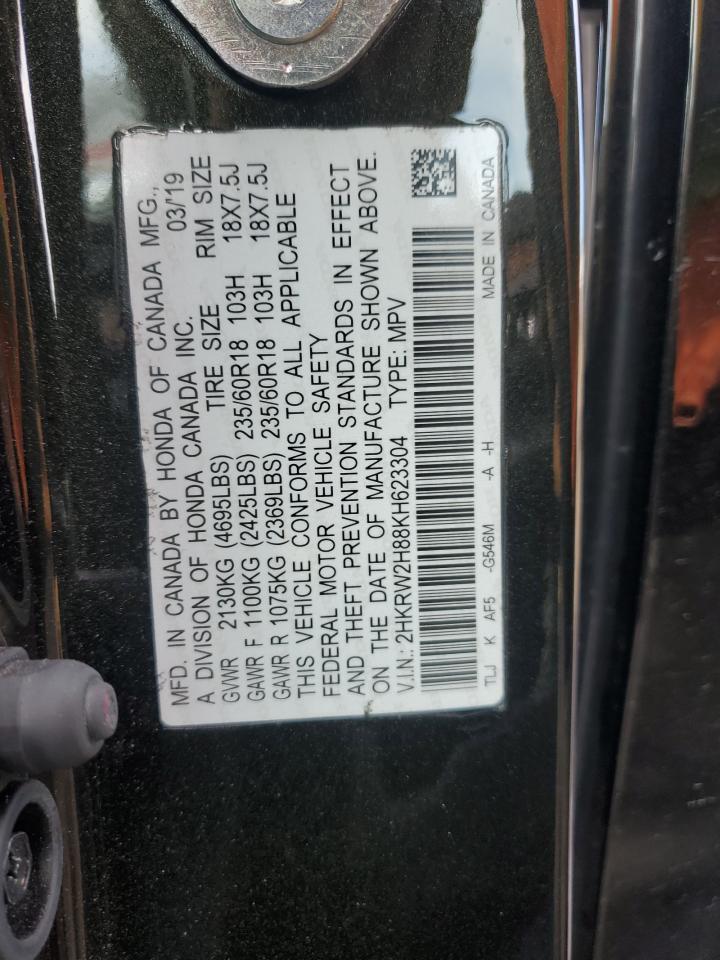 MFD. IN CANADA BY HONDA OF CANADA MFG.,
A DIVISION OF HONDA CANADA INC. 03/'19
GVWR 2130KG (4695LBS) TIRE SIZE RIM SIZE
GAWR F 1100KG (2425LBS) 235/60R18 103H 18X7.5J
GAWR R 1075KG (2369LBS) 235/60R18 103H 18X7.5J
THIS VEHICLE CONFORMS TO ALL APPLICABLE
FEDERAL MOTOR VEHICLE SAFETY
AND THEFT PREVENTION STANDARDS IN EFFECT
ON THE DATE OF MANUFACTURE SHOWN ABOVE.
V.I.N.: 2HKRW2H88KH623304 TYPE: MPV
TLJ K AF5 -G546M -A -H MADE IN CANADA